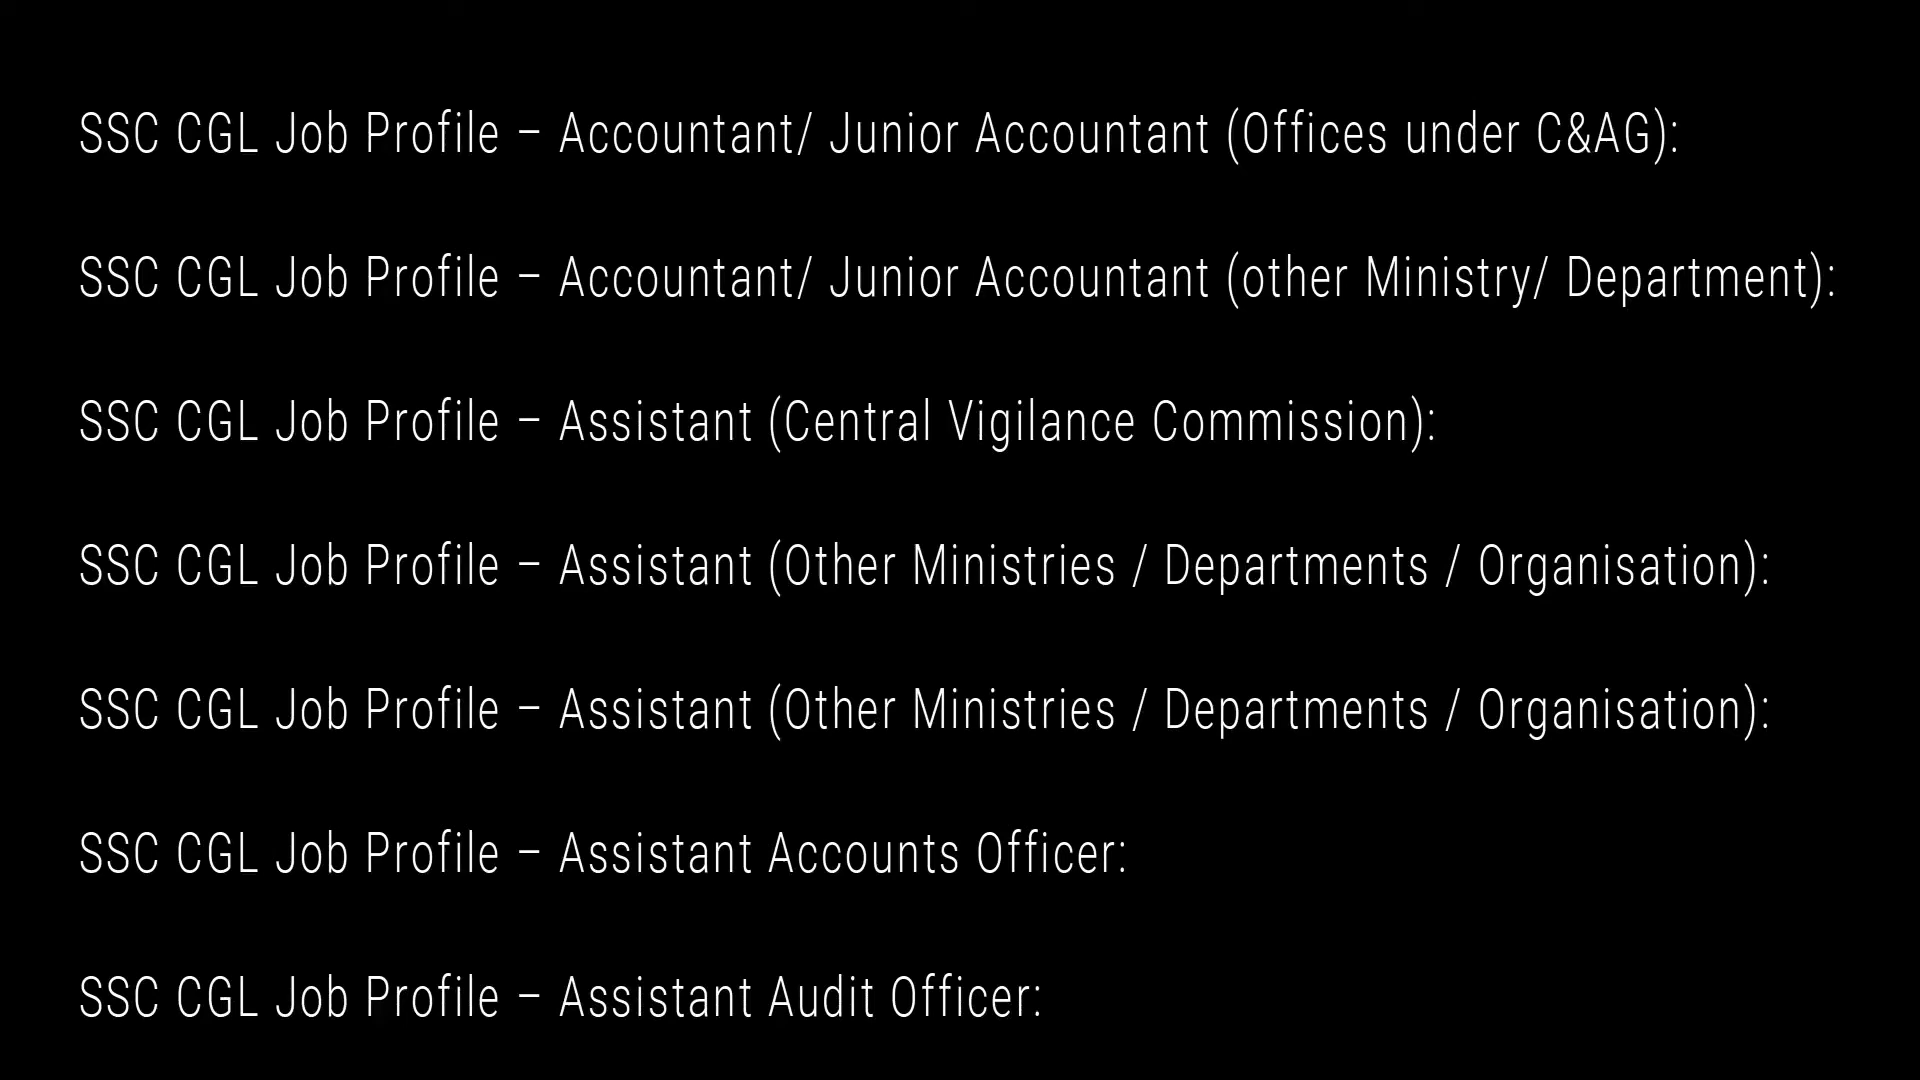 SSC CGL Job Profile – Accountant/ Junior Accountant (Offices under C&AG):
SSC CGL Job Profile – Accountant/ Junior Accountant (other Ministry/ Department):
SSC CGL Job Profile – Assistant (Central Vigilance Commission):
SSC CGL Job Profile – Assistant (Other Ministries / Departments / Organisation):
SSC CGL Job Profile – Assistant (Other Ministries / Departments / Organisation):
SSC CGL Job Profile – Assistant Accounts Officer:
SSC CGL Job Profile – Assistant Audit Officer: